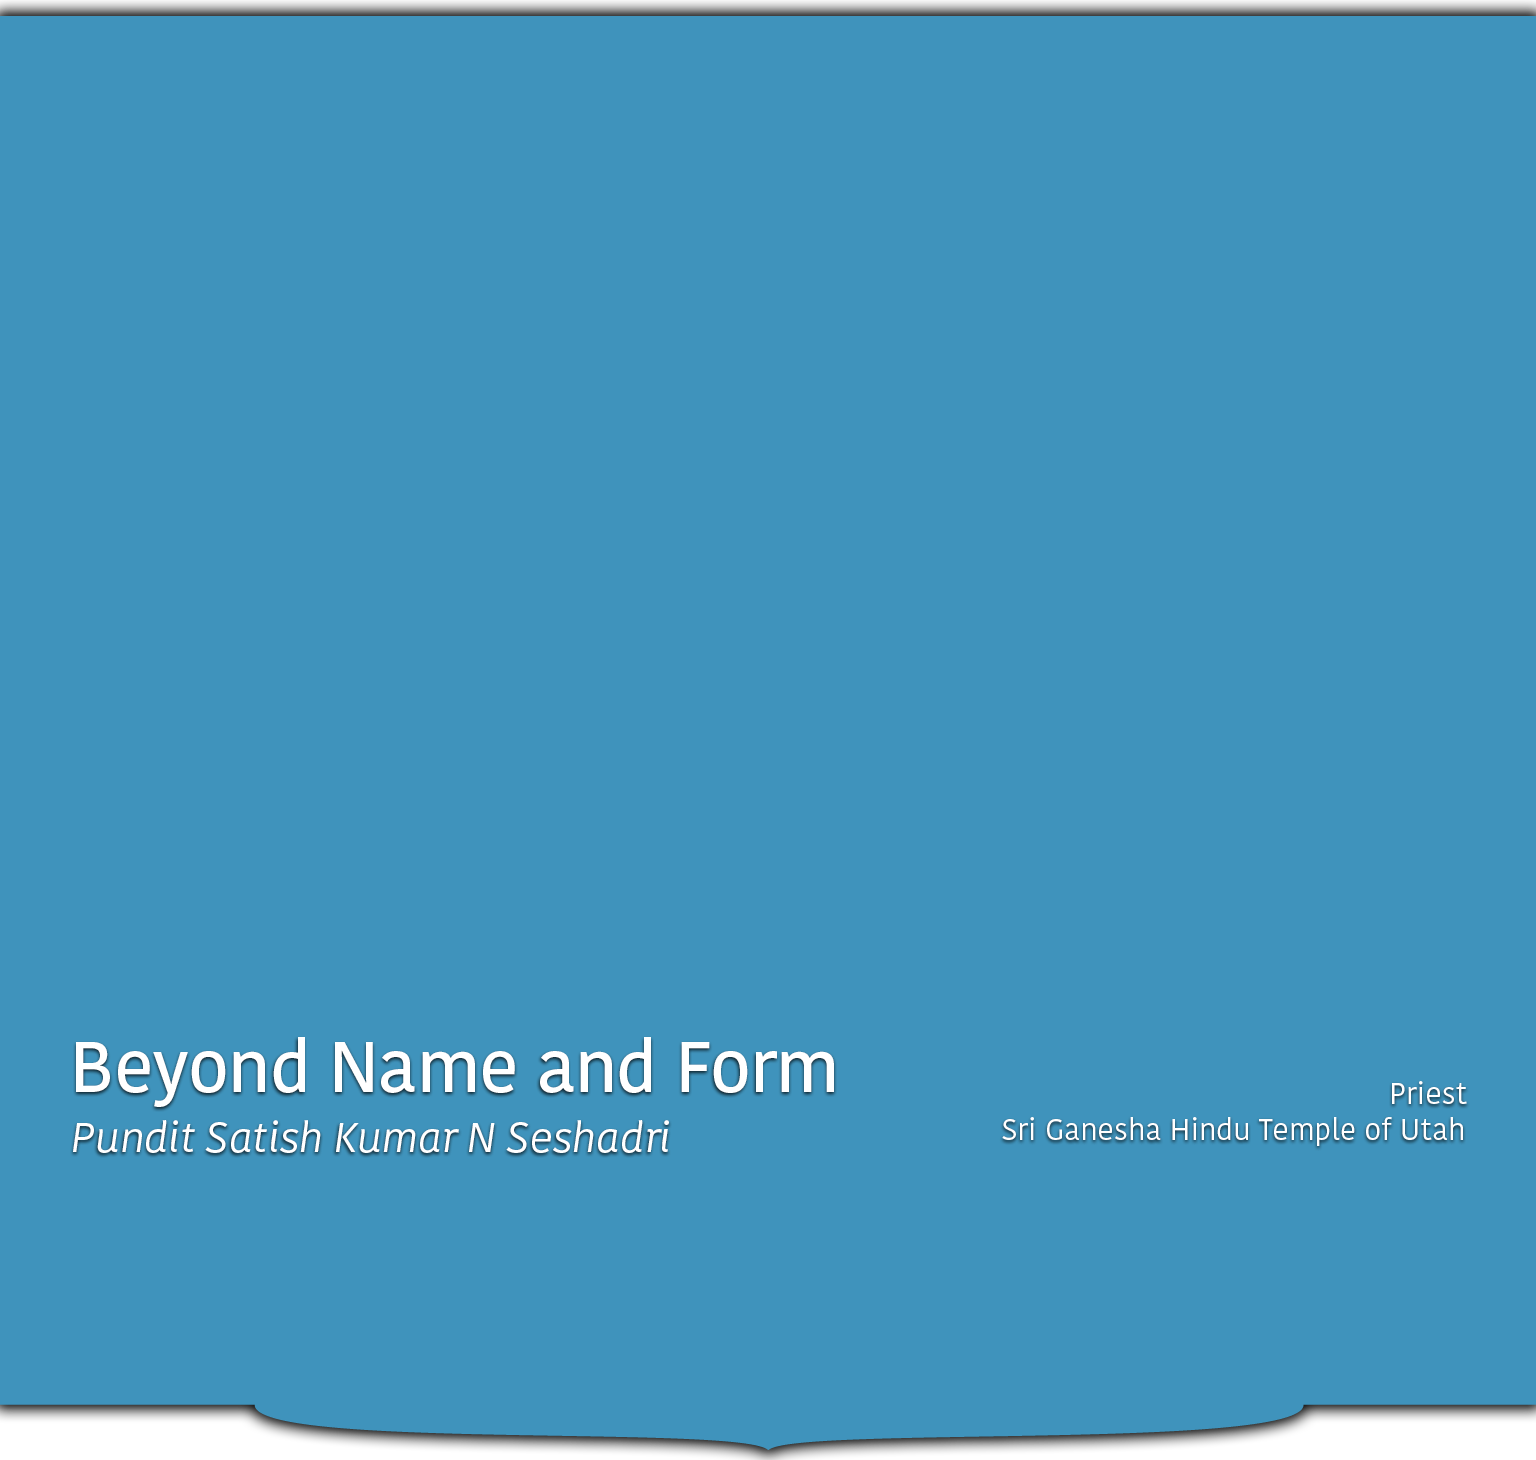 Beyond Name and Form
Pundit Satish Kumar N Seshadri
Priest
Sri Ganesha Hindu Temple of Utah